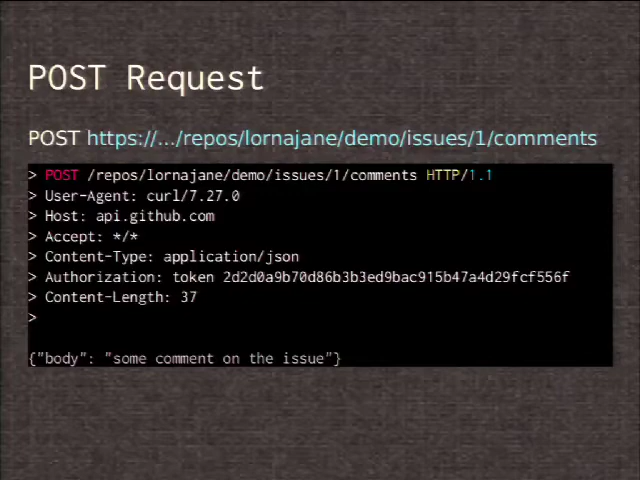 POST Request
POST https://.../repos/lornajane/demo/issues/1/comments
> POST /repos/lornajane/demo/issues/1/comments HTTP/1.1
> User-Agent: curl/7.27.0
> Host: api.github.com
> Accept: */*
> Content-Type: application/json
> Authorization: token 2d2d0a9b70d86b3b3ed9bac915b47a4d29fcf556f
> Content-Length: 37
>
{"body": "some comment on the issue"}